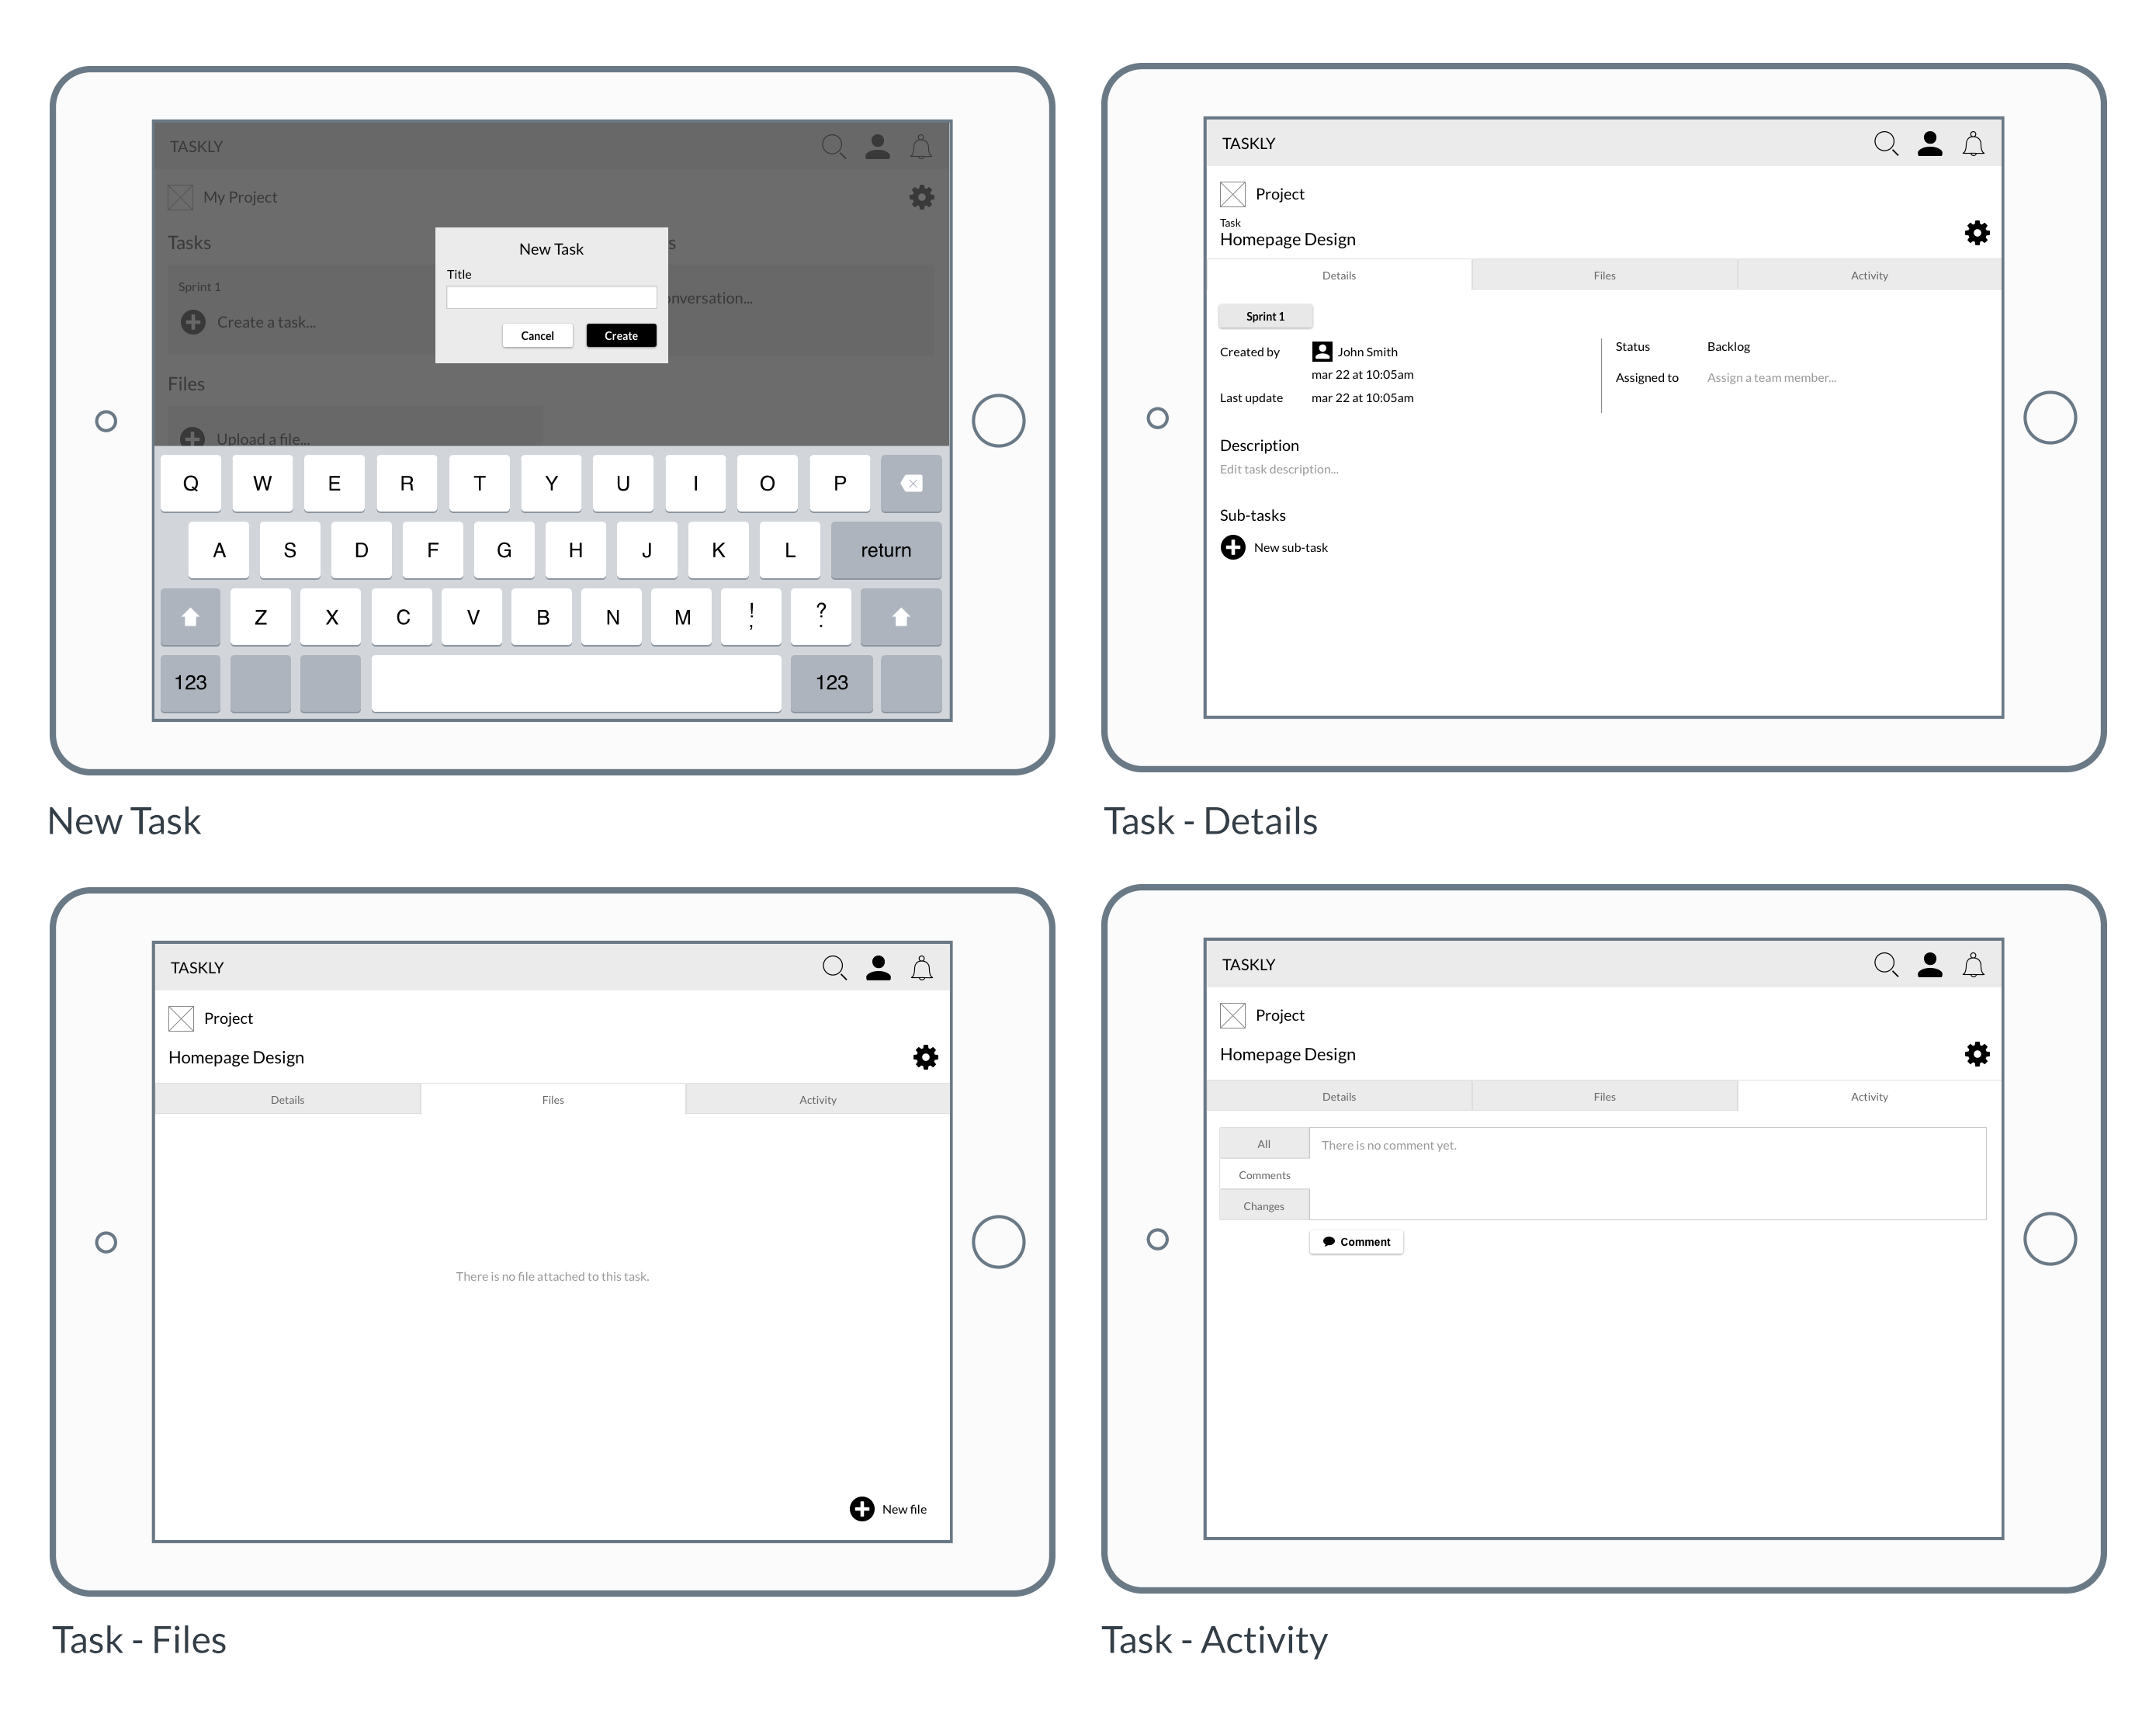 TASKLY
My Project
Tasks
s
Sprint 1
onversation...
Create a task...
New Task
Title
Cancel
Create
Files
Upload a file...
Q W E R T Y U I O P
A S D F G H J K L return
Z X C V B N M ! , ? .
123 123
New Task
TASKLY
Project
Task
Homepage Design
Details Files Activity
Sprint 1
Created by John Smith
mar 22 at 10:05am
Last update mar 22 at 10:05am
Status Backlog
Assigned to Assign a team member...
Description
Edit task description...
Sub-tasks
New sub-task
Task - Details
TASKLY
Project
Homepage Design
Details Files Activity
There is no file attached to this task.
New file
Task - Files
TASKLY
Project
Homepage Design
Details Files Activity
All
There is no comment yet.
Comments
Changes
Comment
Task - Activity